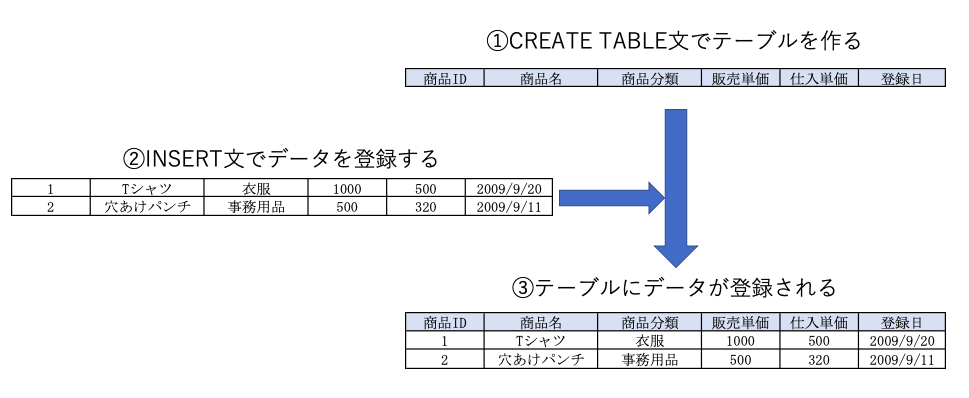 ①CREATE TABLE文でテーブルを作る
商品ID 商品名 商品分類 販売単価 仕入単価 登録日
②INSERT文でデータを登録する
1 Tシャツ 衣服 1000 500 2009/9/20
2 穴あけパンチ 事務用品 500 320 2009/9/11
③テーブルにデータが登録される
商品ID 商品名 商品分類 販売単価 仕入単価 登録日
1 Tシャツ 衣服 1000 500 2009/9/20
2 穴あけパンチ 事務用品 500 320 2009/9/11